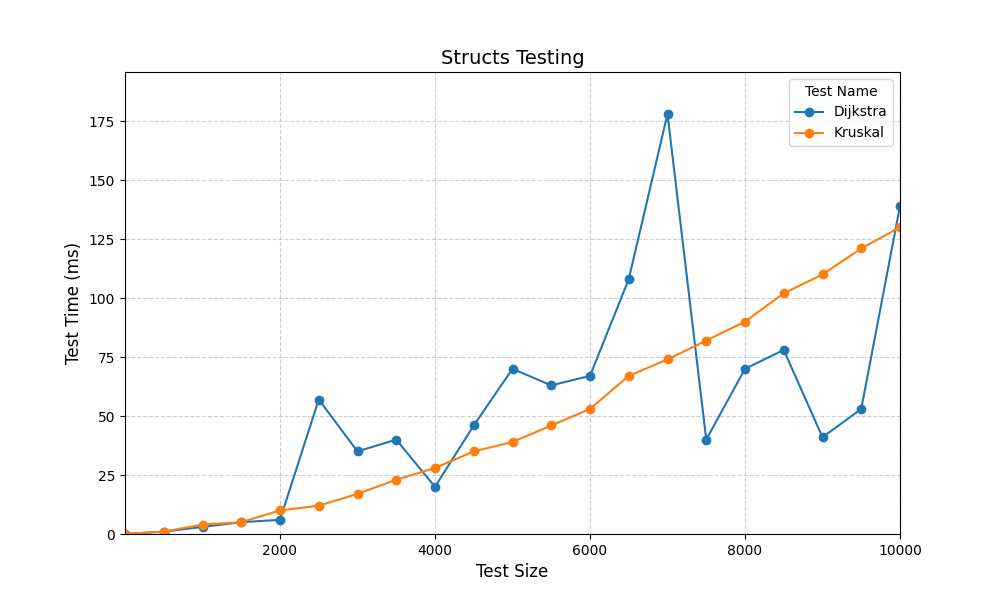 Structs Testing
Test Name
Dijkstra
Kruskal
175
150
125
100
75
50
25
0
2000
4000
6000
8000
10000
Test Time (ms)
Test Size